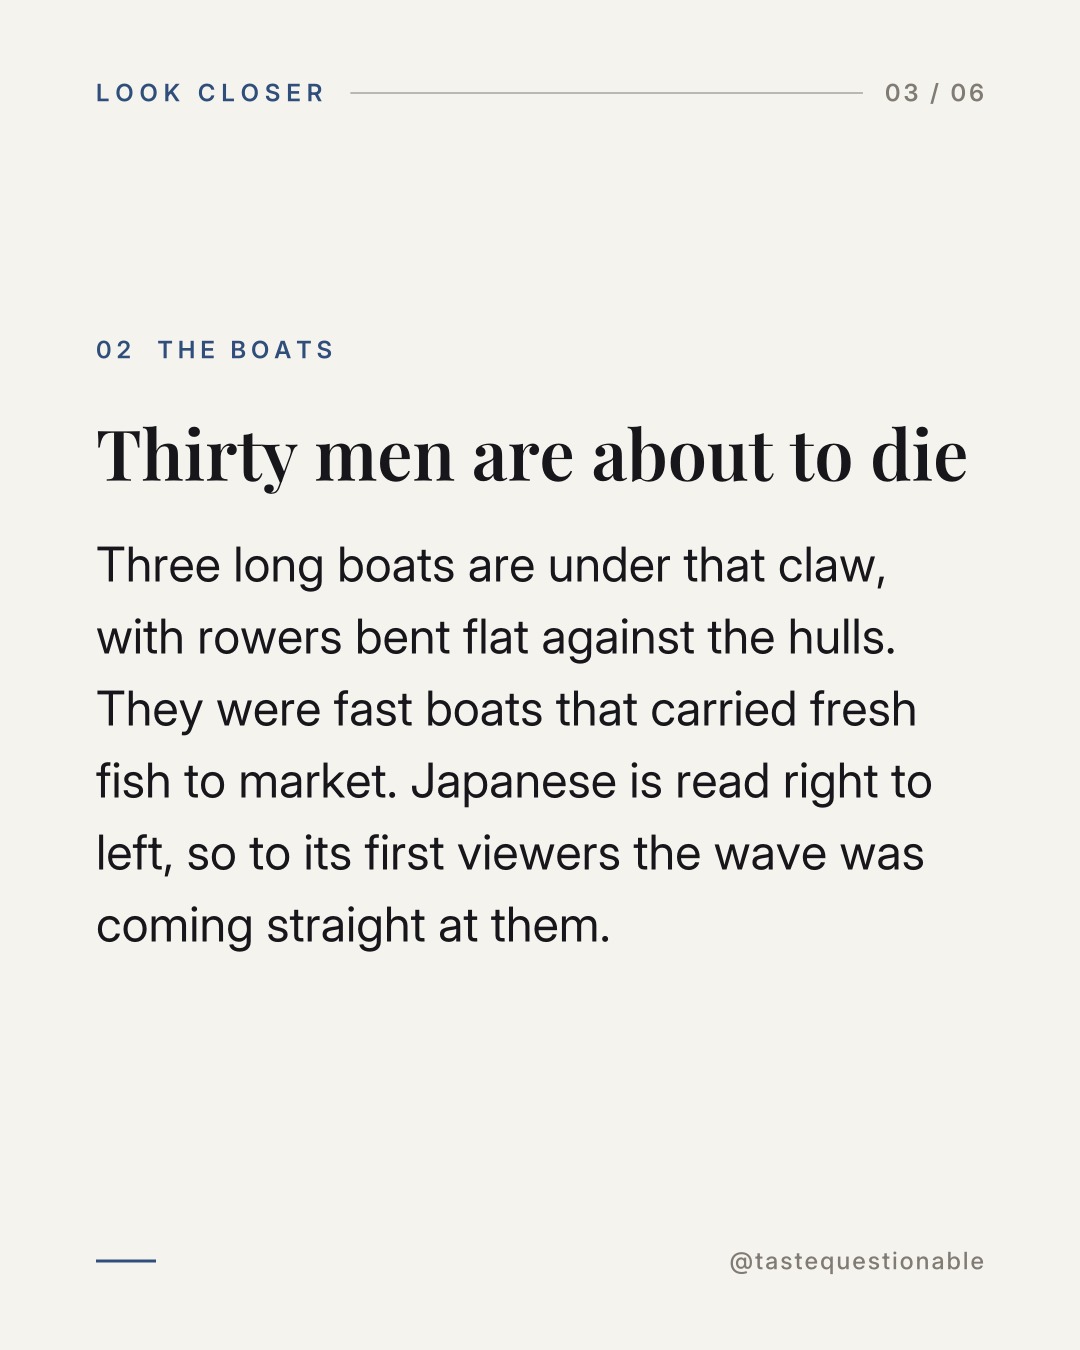 LOOK CLOSER 03 / 06
02 THE BOATS
Thirty men are about to die
Three long boats are under that claw,
with rowers bent flat against the hulls.
They were fast boats that carried fresh
fish to market. Japanese is read right to
left, so to its first viewers the wave was
coming straight at them.
@tastequestionable